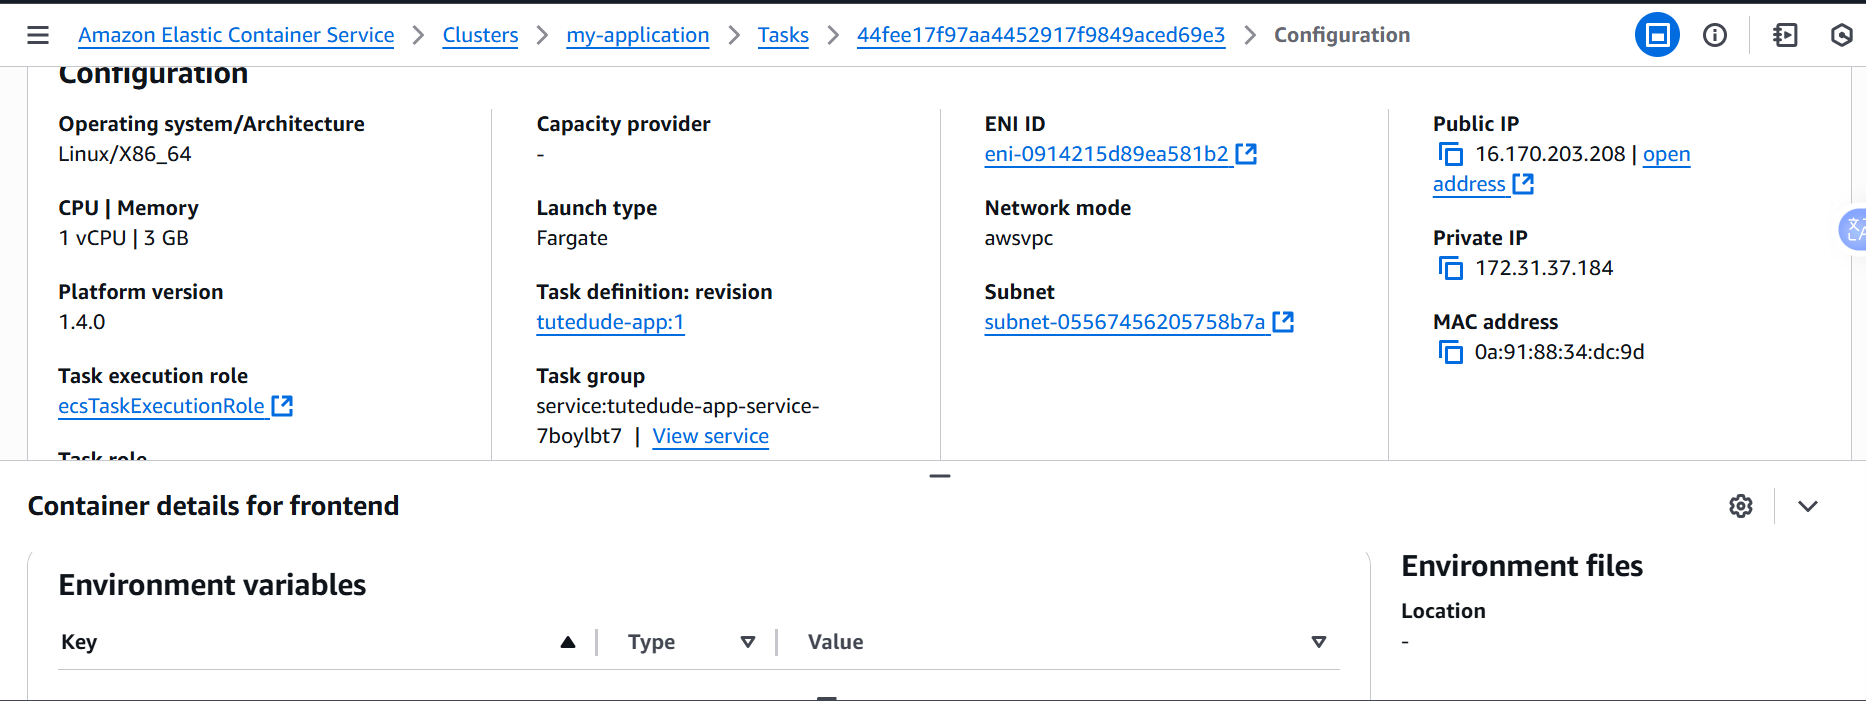 Amazon Elastic Container Service > Clusters > my-application > Tasks > 44fee17f97aa4452917f9849aced69e3 > Configuration
Configuration
Operating system/Architecture
Linux/X86_64
CPU | Memory
1 vCPU | 3 GB
Platform version
1.4.0
Task execution role
ecsTaskExecutionRole
Task role
Capacity provider
-
Launch type
Fargate
Task definition: revision
tutedude-app:1
Task group
service:tutedude-app-service-
7boylbt7 | View service
ENI ID
eni-0914215d89ea581b2
Network mode
awsvpc
Subnet
subnet-05567456205758b7a
Public IP
16.170.203.208 | open
address
Private IP
172.31.37.184
MAC address
0a:91:88:34:dc:9d
Container details for frontend
Environment variables
Key Type Value
Environment files
Location
-